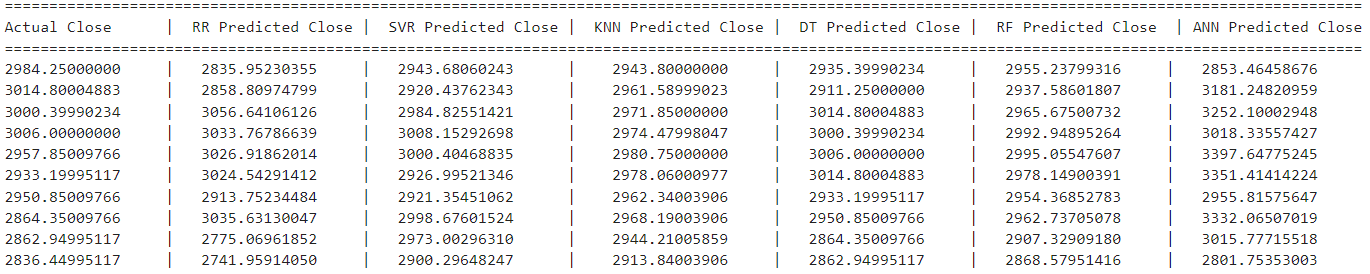 ==========================================================================================================================================================
Actual Close | RR Predicted Close | SVR Predicted Close | KNN Predicted Close | DT Predicted Close | RF Predicted Close | ANN Predicted Close
==========================================================================================================================================================
2984.25000000 | 2835.95230355 | 2943.68060243 | 2943.80000000 | 2935.39990234 | 2955.23799316 | 2853.46458676
3014.80004883 | 2858.80974799 | 2920.43762343 | 2961.58999023 | 2911.25000000 | 2937.58601807 | 3181.24820959
3000.39990234 | 3056.64106126 | 2984.82551421 | 2971.85000000 | 3014.80004883 | 2965.67500732 | 3252.10002948
3006.00000000 | 3033.76786639 | 3008.15292698 | 2974.47998047 | 3000.39990234 | 2992.94895264 | 3018.33557427
2957.85009766 | 3026.91862014 | 3000.40468835 | 2980.75000000 | 3006.00000000 | 2995.05547607 | 3397.64775245
2933.19995117 | 3024.54291412 | 2926.99521346 | 2978.06000977 | 3014.80004883 | 2978.14900391 | 3351.41414224
2950.85009766 | 2913.75234484 | 2921.35451062 | 2962.34003906 | 2933.19995117 | 2954.36852783 | 2955.81575647
2864.35009766 | 3035.63130047 | 2998.67601524 | 2968.19003906 | 2950.85009766 | 2962.73705078 | 3332.06507019
2862.94995117 | 2775.06961852 | 2973.00296310 | 2944.21005859 | 2864.35009766 | 2907.32909180 | 3015.77715518
2836.44995117 | 2741.95914050 | 2900.29648247 | 2913.84003906 | 2862.94995117 | 2868.57951416 | 2801.75353003